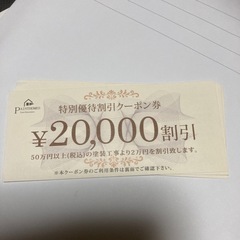 特別優待割引クーポン券
¥20,000割引
50万円以上(税込)の塗装工事より2万円を割引致します。
※本クーポン券のご利用条件は裏面でご確認下さい。